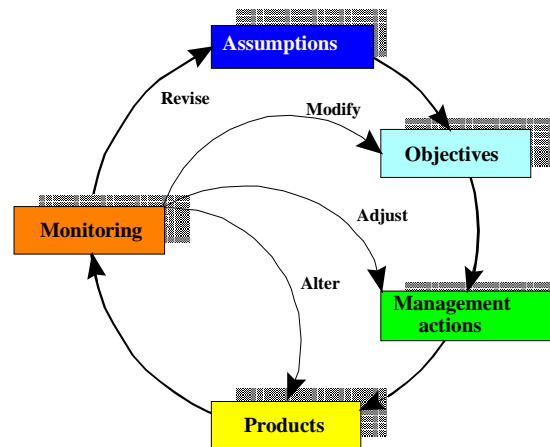 Assumptions
Revise
Modify
Objectives
Monitoring
Adjust
Alter
Management
actions
Products